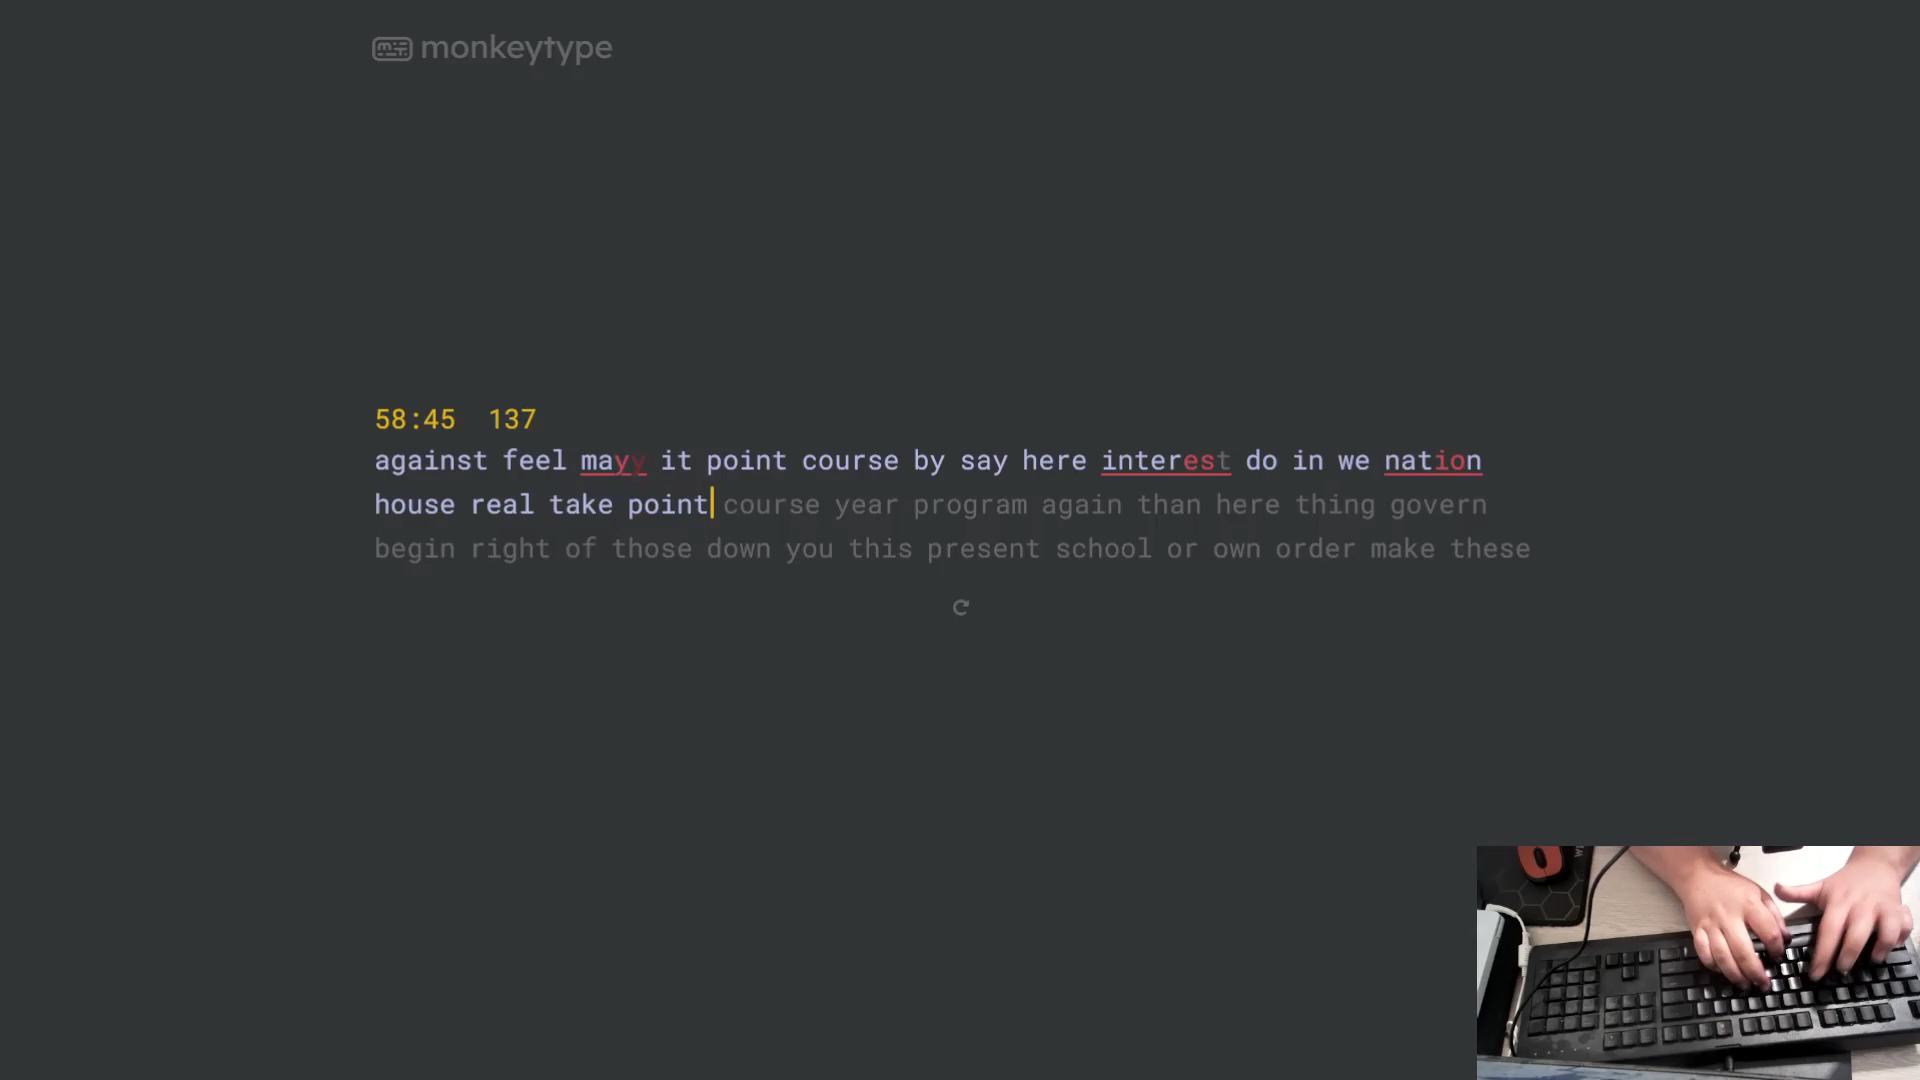 monkeytype
58:45 137
against feel mayy it point course by say here interest do in we nation
house real take point course year program again than here thing govern
begin right of those down you this present school or own order make these